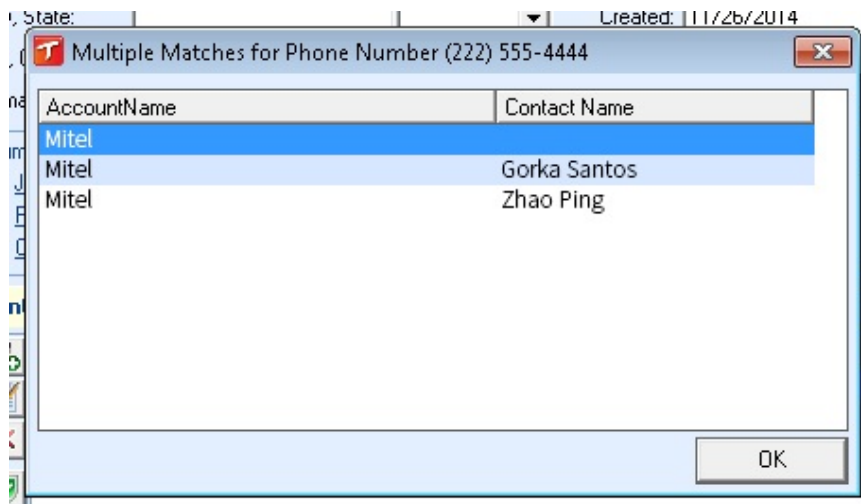 , State:
Created: 11/26/2014
Multiple Matches for Phone Number (222) 555-4444
AccountName Contact Name
Mitel
Mitel Gorka Santos
Mitel Zhao Ping
OK